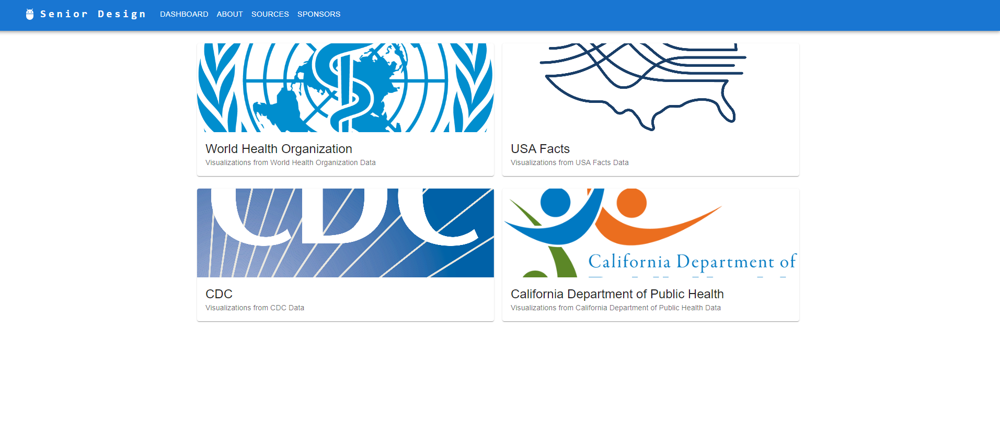 Senior Design DASHBOARD ABOUT SOURCES SPONSORS
World Health Organization
Visualizations from World Health Organization Data
USA Facts
Visualizations from USA Facts Data
CDC
CDC
Visualizations from CDC Data
California Department of
California Department of Public Health
Visualizations from California Department of Public Health Data